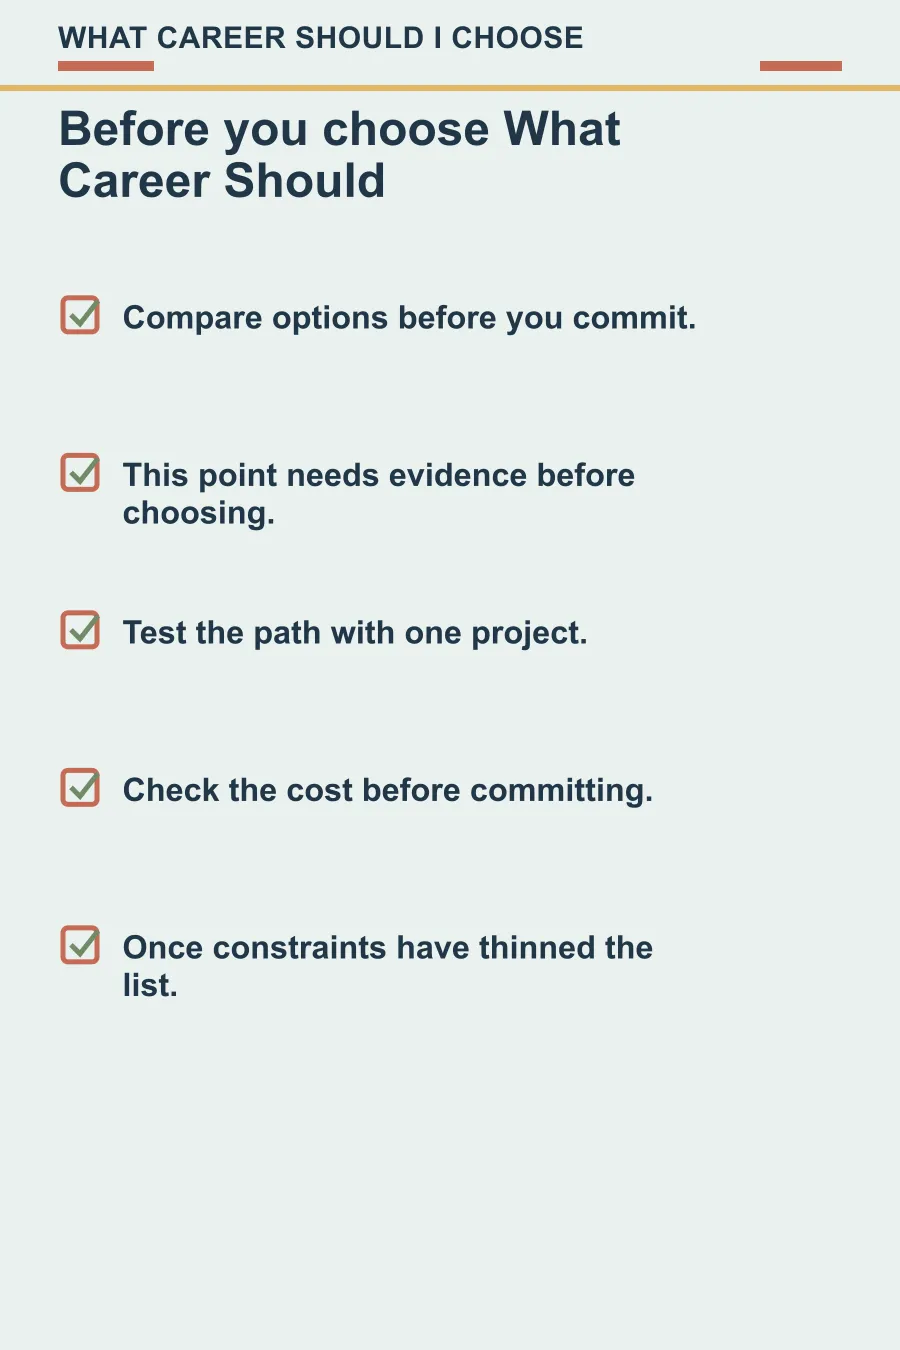 WHAT CAREER SHOULD I CHOOSE
Before you choose What
Career Should
Compare options before you commit.
This point needs evidence before
choosing.
Test the path with one project.
Check the cost before committing.
Once constraints have thinned the
list.